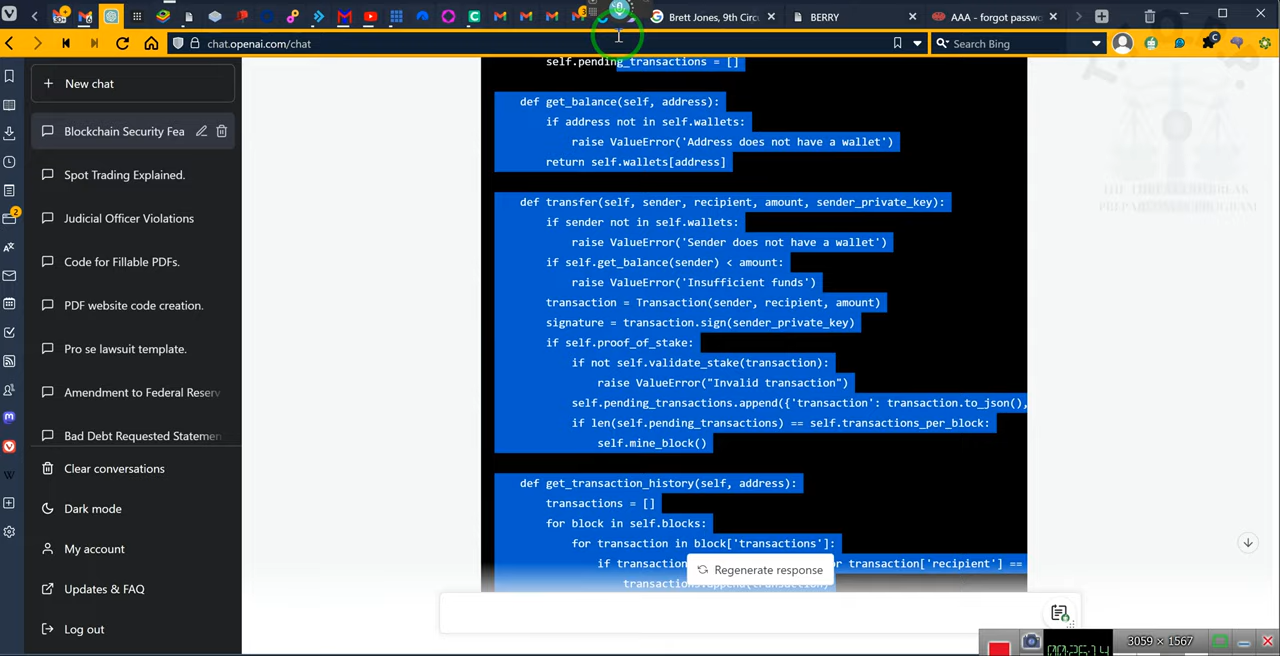 Brett Jones, 9th Circ
BERRY
AAA - forgot passwo
chat.openai.com/chat
Search Bing
New chat
Blockchain Security Fea
Spot Trading Explained.
Judicial Officer Violations
Code for Fillable PDFs.
PDF website code creation.
Pro se lawsuit template.
Amendment to Federal Reserv
Bad Debt Requested Statemen
Clear conversations
Dark mode
My account
Updates & FAQ
Log out
self.pending_transactions = []
def get_balance(self, address):
if address not in self.wallets:
raise ValueError('Address does not have a wallet')
return self.wallets[address]
def transfer(self, sender, recipient, amount, sender_private_key):
if sender not in self.wallets:
raise ValueError('Sender does not have a wallet')
if self.get_balance(sender) < amount:
raise ValueError('Insufficient funds')
transaction = Transaction(sender, recipient, amount)
signature = transaction.sign(sender_private_key)
if self.proof_of_stake:
if not self.validate_stake(transaction):
raise ValueError("Invalid transaction")
self.pending_transactions.append({'transaction': transaction.to_json(),
if len(self.pending_transactions) == self.transactions_per_block:
self.mine_block()
def get_transaction_history(self, address):
transactions = []
for block in self.blocks:
for transaction in block['transactions']:
if transaction['recipient'] ==
transactions.append(transaction)
Regenerate response
3059 × 1567
00:26:14